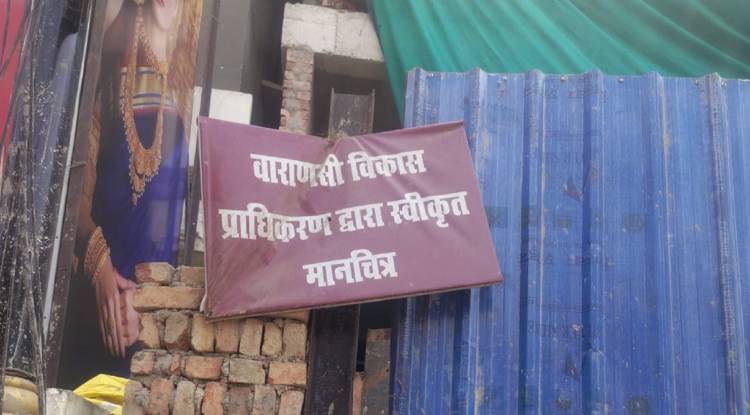 वाराणसी विकास
प्राधिकरण द्वारा स्वीकृत
मानचित्र